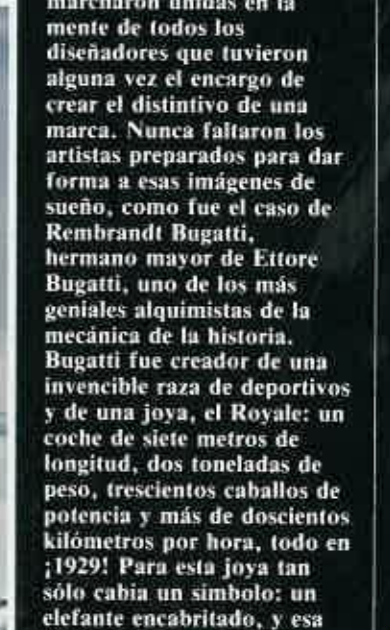 marcharon unidas en la
mente de todos los
diseñadores que tuvieron
alguna vez el encargo de
crear el distintivo de una
marca. Nunca faltaron los
artistas preparados para dar
forma a esas imágenes de
sueño, como fue el caso de
Rembrandt Bugatti,
hermano mayor de Ettore
Bugatti, uno de los más
geniales alquimistas de la
mecánica de la historia.
Bugatti fue creador de una
invencible raza de deportivos
y de una joya, el Royale: un
coche de siete metros de
longitud, dos toneladas de
peso, trescientos caballos de
potencia y más de doscientos
kilómetros por hora, todo en
¡1929! Para esta joya tan
sólo cabia un símbolo: un
elefante encabritado, y esa